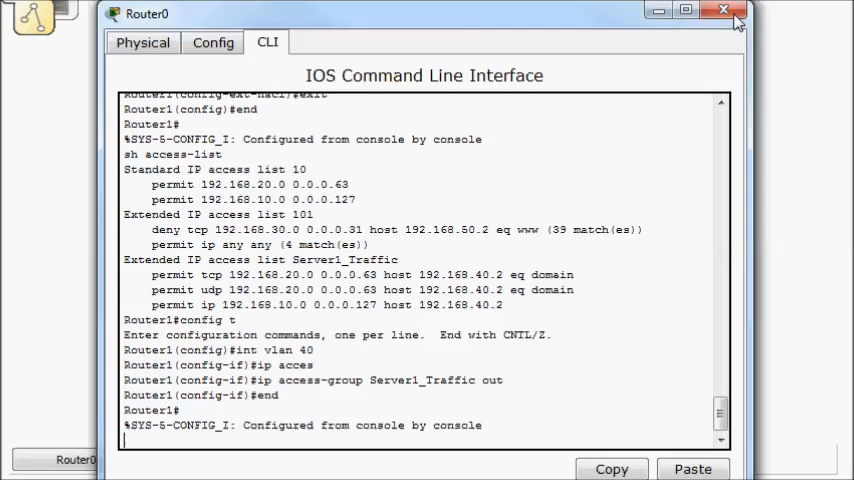 Router0
Physical
Config
CLI
IOS Command Line Interface
Router1(config-ext-nacl)#exit
Router1(config)#end
Router1#
%SYS-5-CONFIG_I: Configured from console by console
sh access-list
Standard IP access list 10
permit 192.168.20.0 0.0.0.63
permit 192.168.10.0 0.0.0.127
Extended IP access list 101
deny tcp 192.168.30.0 0.0.0.31 host 192.168.50.2 eq www (39 match(es))
permit ip any any (4 match(es))
Extended IP access list Server1_Traffic
permit tcp 192.168.20.0 0.0.0.63 host 192.168.40.2 eq domain
permit udp 192.168.20.0 0.0.0.63 host 192.168.40.2 eq domain
permit ip 192.168.10.0 0.0.0.127 host 192.168.40.2
Router1#config t
Enter configuration commands, one per line.  End with CNTL/Z.
Router1(config)#int vlan 40
Router1(config-if)#ip acces
Router1(config-if)#ip access-group Server1_Traffic out
Router1(config-if)#end
Router1#
%SYS-5-CONFIG_I: Configured from console by console
Router0
Copy
Paste